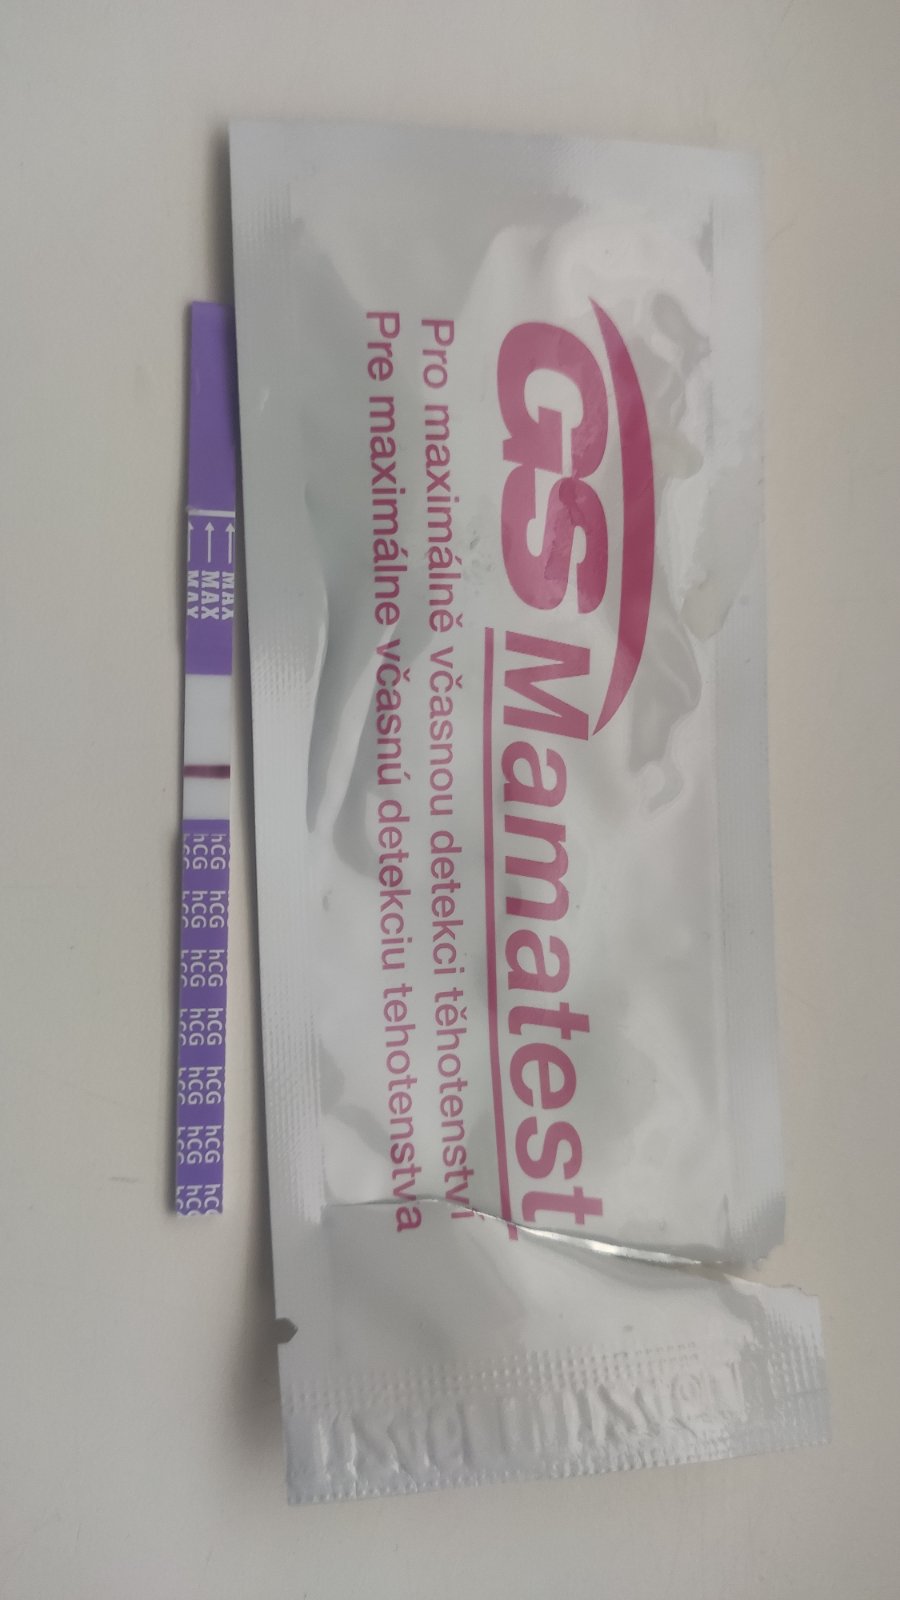 GS Mamatest
Pro maximálně včasnou detekci těhotenství
Pre maximálne včasnú detekciu tehotenstva
MAX
MAX
MAX
hCG hCG hCG hCG hCG hCG hCG
hCG hCG hCG hCG hCG hCG hCG